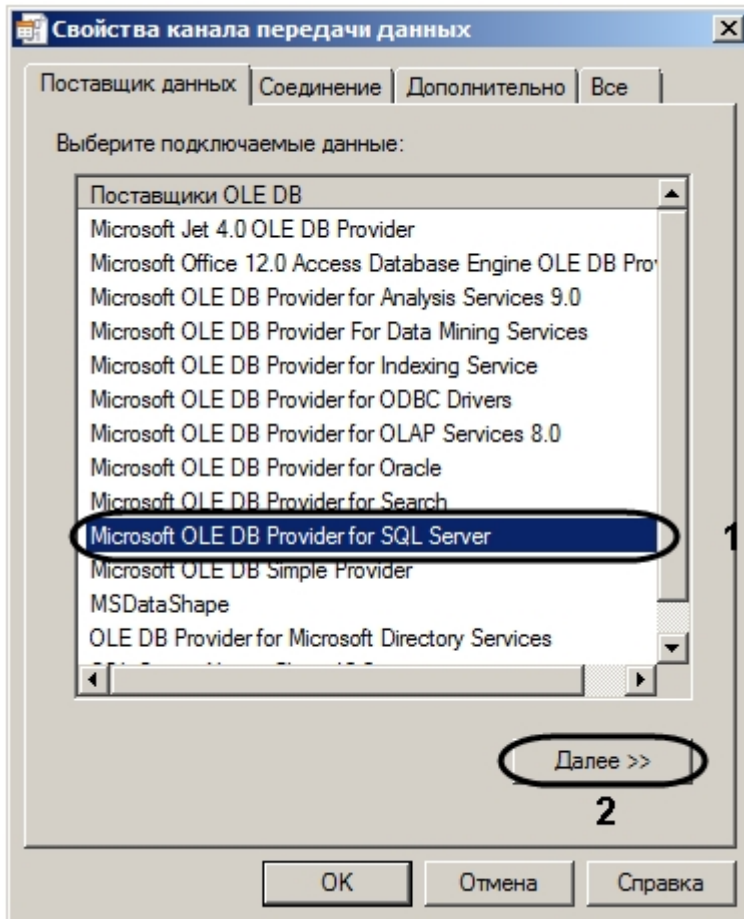 Свойства канала передачи данных
Поставщик данных Соединение Дополнительно Все
Выберите подключаемые данные:
Поставщики OLE DB
Microsoft Jet 4.0 OLE DB Provider
Microsoft Office 12.0 Access Database Engine OLE DB Pro
Microsoft OLE DB Provider for Analysis Services 9.0
Microsoft OLE DB Provider For Data Mining Services
Microsoft OLE DB Provider for Indexing Service
Microsoft OLE DB Provider for ODBC Drivers
Microsoft OLE DB Provider for OLAP Services 8.0
Microsoft OLE DB Provider for Oracle
Microsoft OLE DB Provider for Search
Microsoft OLE DB Provider for SQL Server 1
Microsoft OLE DB Simple Provider
MSDataShape
OLE DB Provider for Microsoft Directory Services
Далее >>
2
OK Отмена Справка